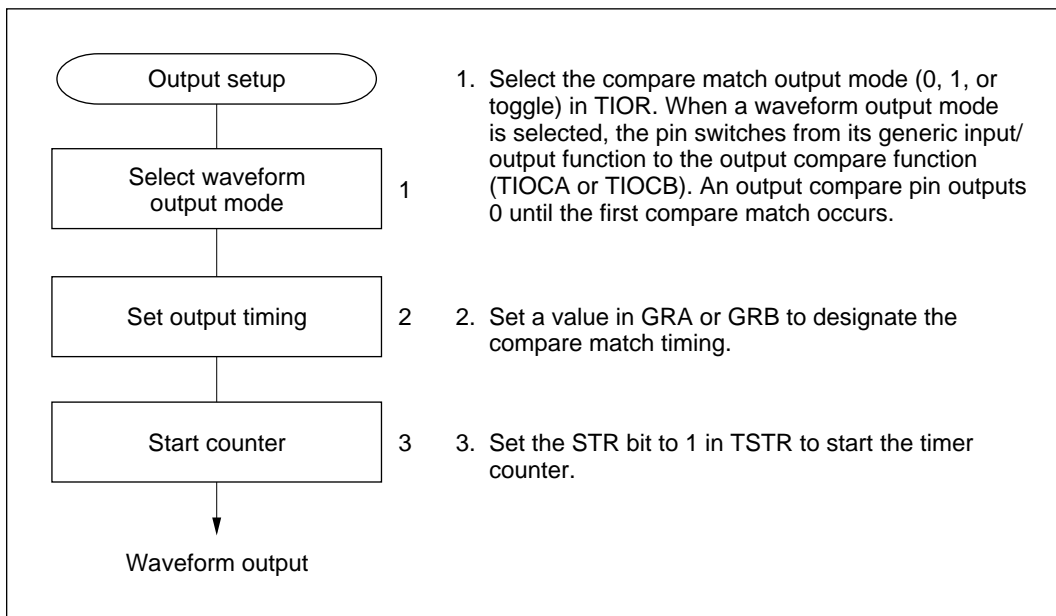 Output setup
1. Select the compare match output mode (0, 1, or
toggle) in TIOR. When a waveform output mode
is selected, the pin switches from its generic input/
output function to the output compare function
(TIOCA or TIOCB). An output compare pin outputs
0 until the first compare match occurs.
Select waveform
output mode
1
Set output timing
2
2. Set a value in GRA or GRB to designate the
compare match timing.
Start counter
3
3. Set the STR bit to 1 in TSTR to start the timer
counter.
Waveform output